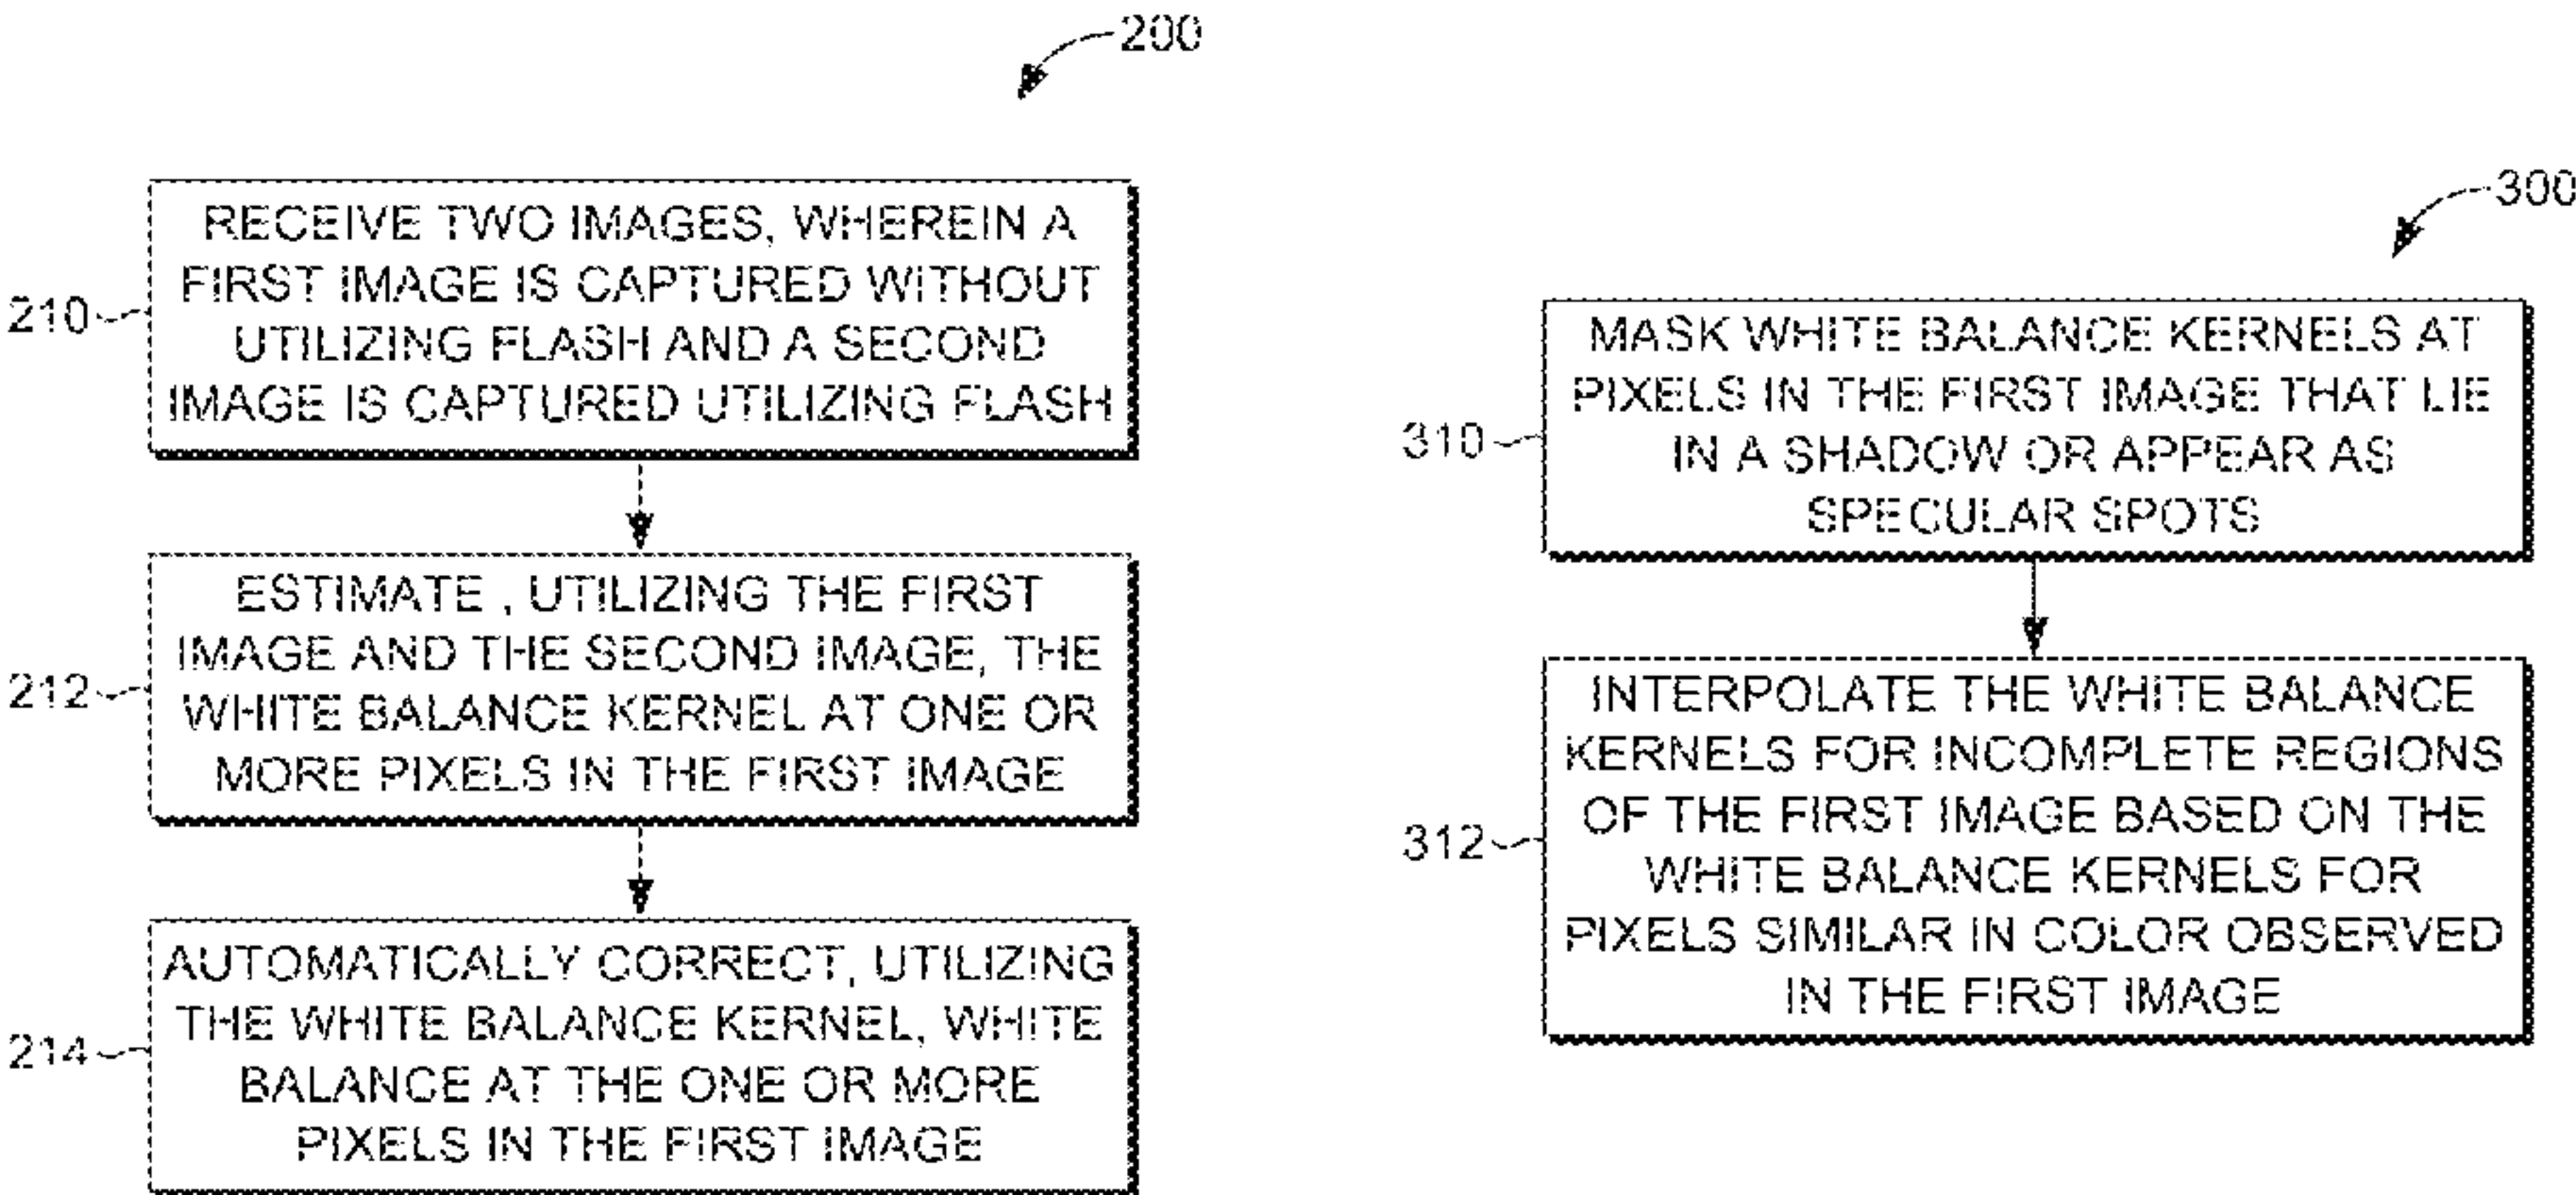 200
210
RECEIVE TWO IMAGES, WHEREIN A
FIRST IMAGE IS CAPTURED WITHOUT
UTILIZING FLASH AND A SECOND
IMAGE IS CAPTURED UTILIZING FLASH
212
ESTIMATE , UTILIZING THE FIRST
IMAGE AND THE SECOND IMAGE, THE
WHITE BALANCE KERNEL AT ONE OR
MORE PIXELS IN THE FIRST IMAGE
214
AUTOMATICALLY CORRECT, UTILIZING
THE WHITE BALANCE KERNEL, WHITE
BALANCE AT THE ONE OR MORE
PIXELS IN THE FIRST IMAGE
300
310
MASK WHITE BALANCE KERNELS AT
PIXELS IN THE FIRST IMAGE THAT LIE
IN A SHADOW OR APPEAR AS
SPECULAR SPOTS
312
INTERPOLATE THE WHITE BALANCE
KERNELS FOR INCOMPLETE REGIONS
OF THE FIRST IMAGE BASED ON THE
WHITE BALANCE KERNELS FOR
PIXELS SIMILAR IN COLOR OBSERVED
IN THE FIRST IMAGE